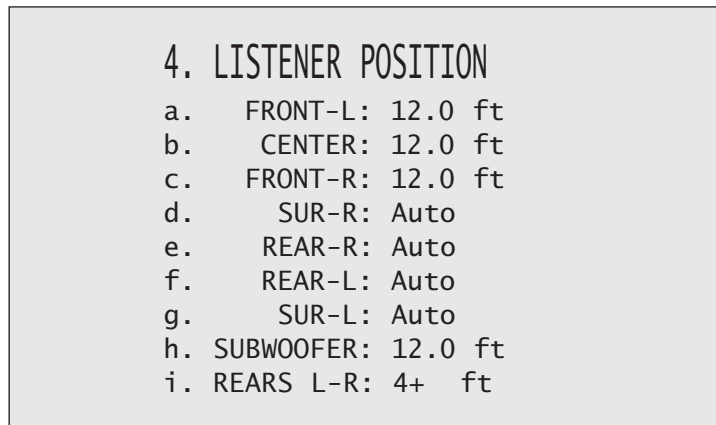 4. LISTENER POSITION
a. FRONT-L: 12.0 ft
b. CENTER: 12.0 ft
c. FRONT-R: 12.0 ft
d. SUR-R: Auto
e. REAR-R: Auto
f. REAR-L: Auto
g. SUR-L: Auto
h. SUBWOOFER: 12.0 ft
i. REARS L-R: 4+ ft